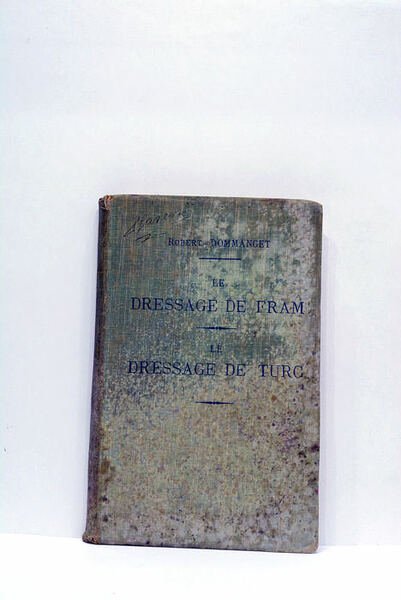 ROBERT DOMMANGET
LE
DRESSAGE DE FRAM
LE
DRESSAGE DE TURC